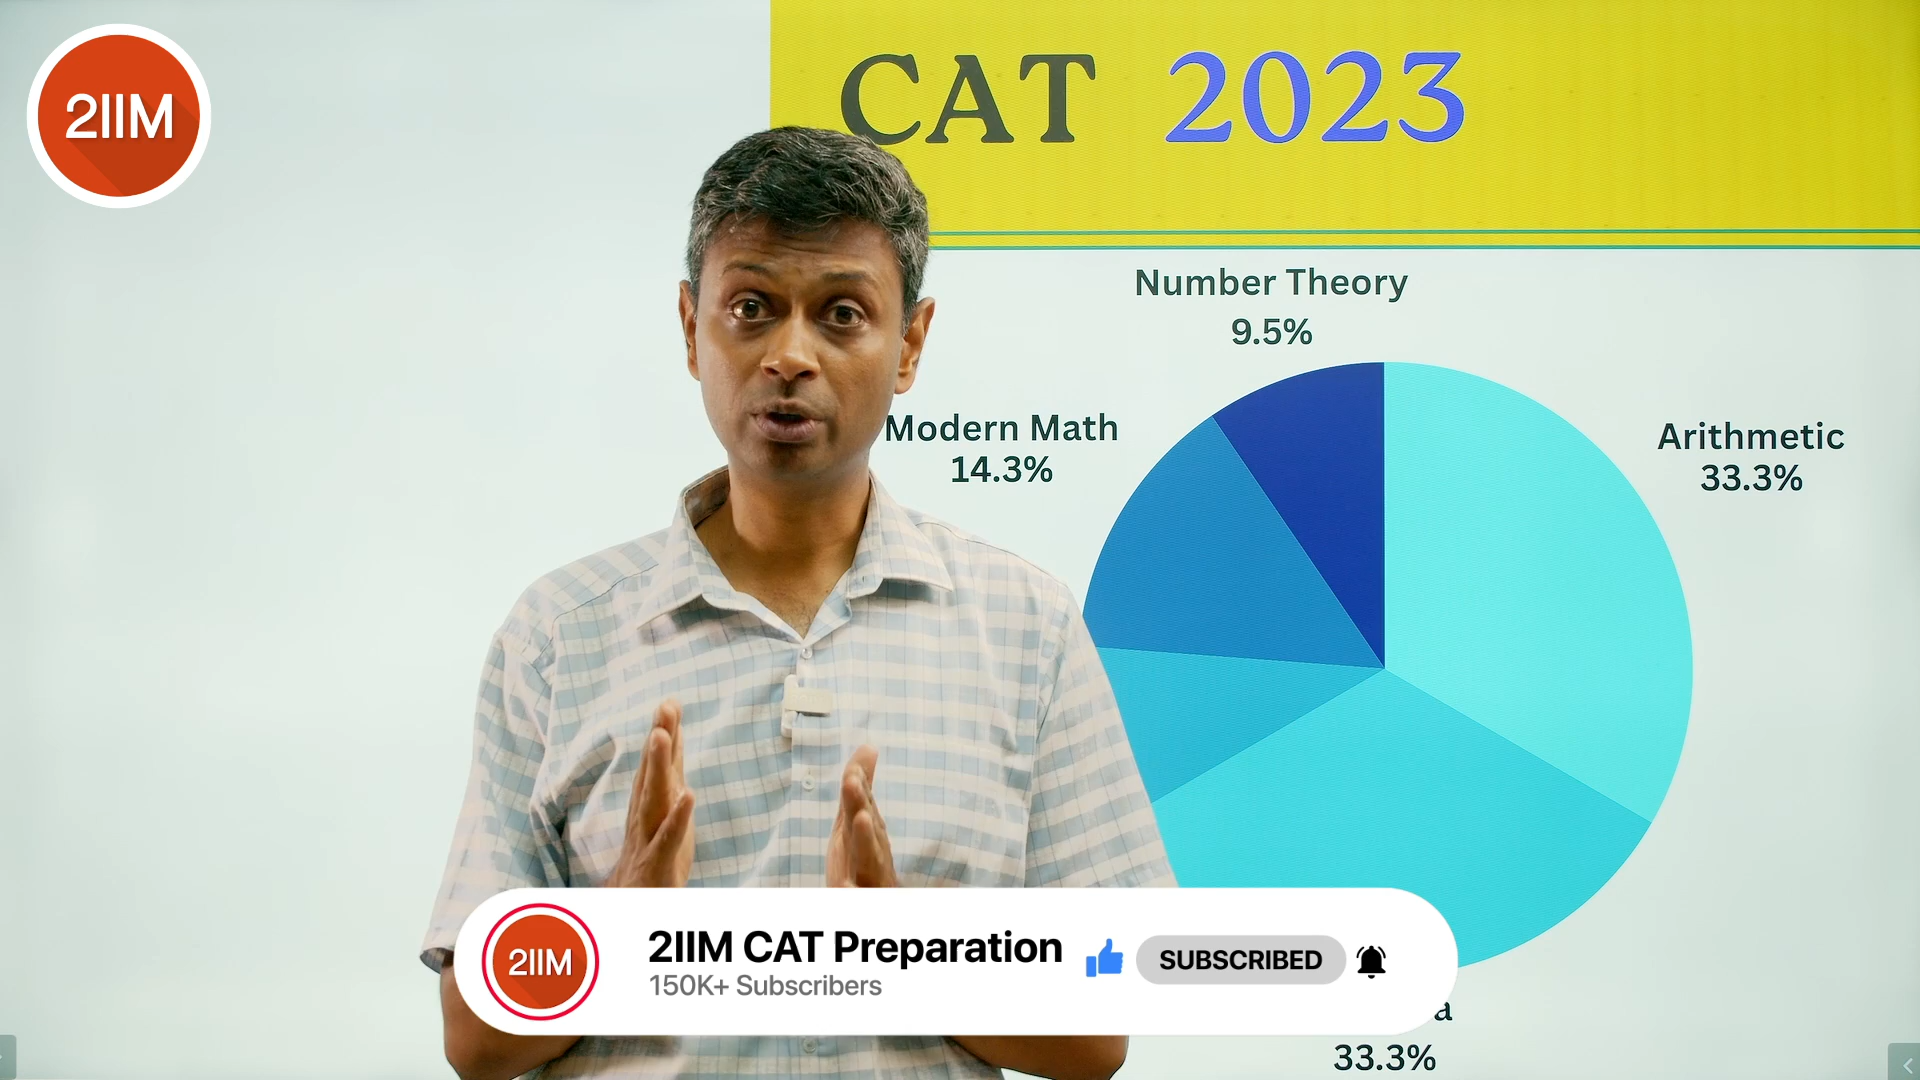 2IIM
CAT 2023
Number Theory
9.5%
Modern Math
14.3%
Arithmetic
33.3%
2IIM
2IIM CAT Preparation
150K+ Subscribers
SUBSCRIBED
a
33.3%